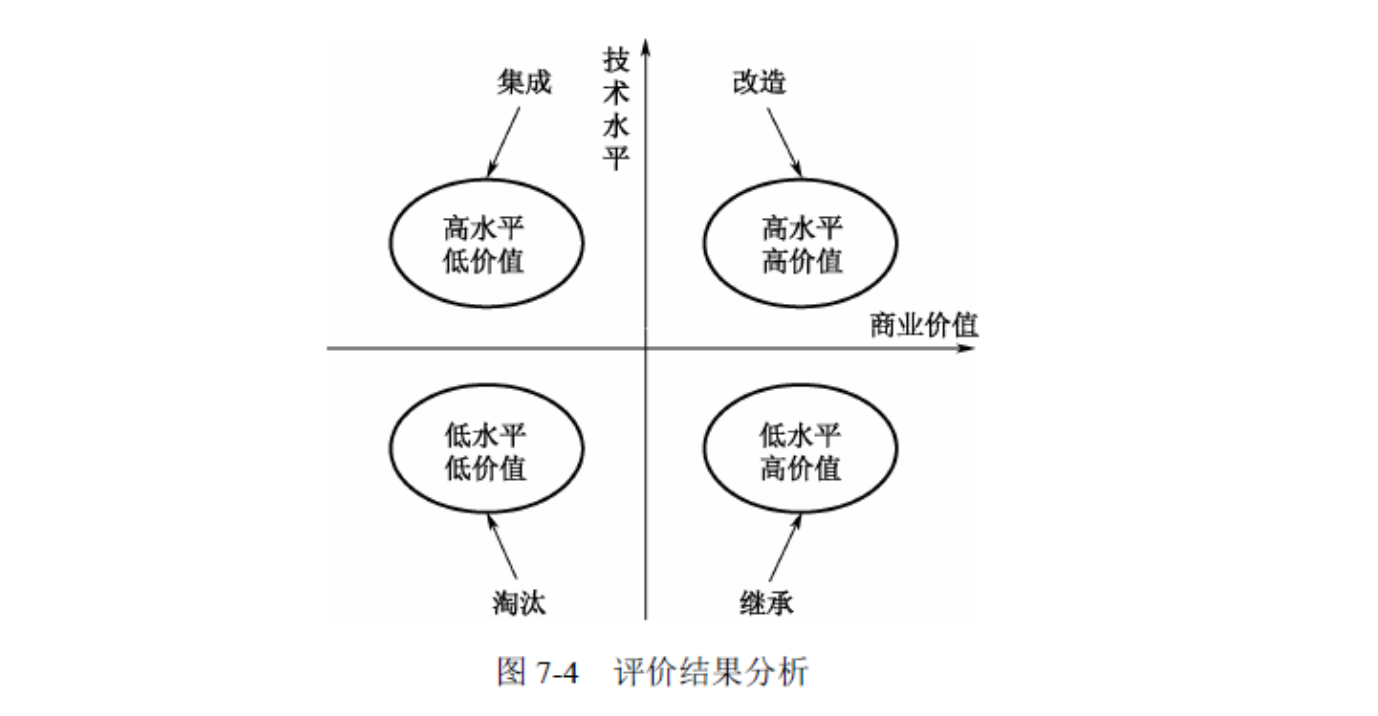 集成
技术水平
改造
高水平
低价值
高水平
高价值
商业价值
低水平
低价值
低水平
高价值
淘汰
继承
图 7-4 评价结果分析